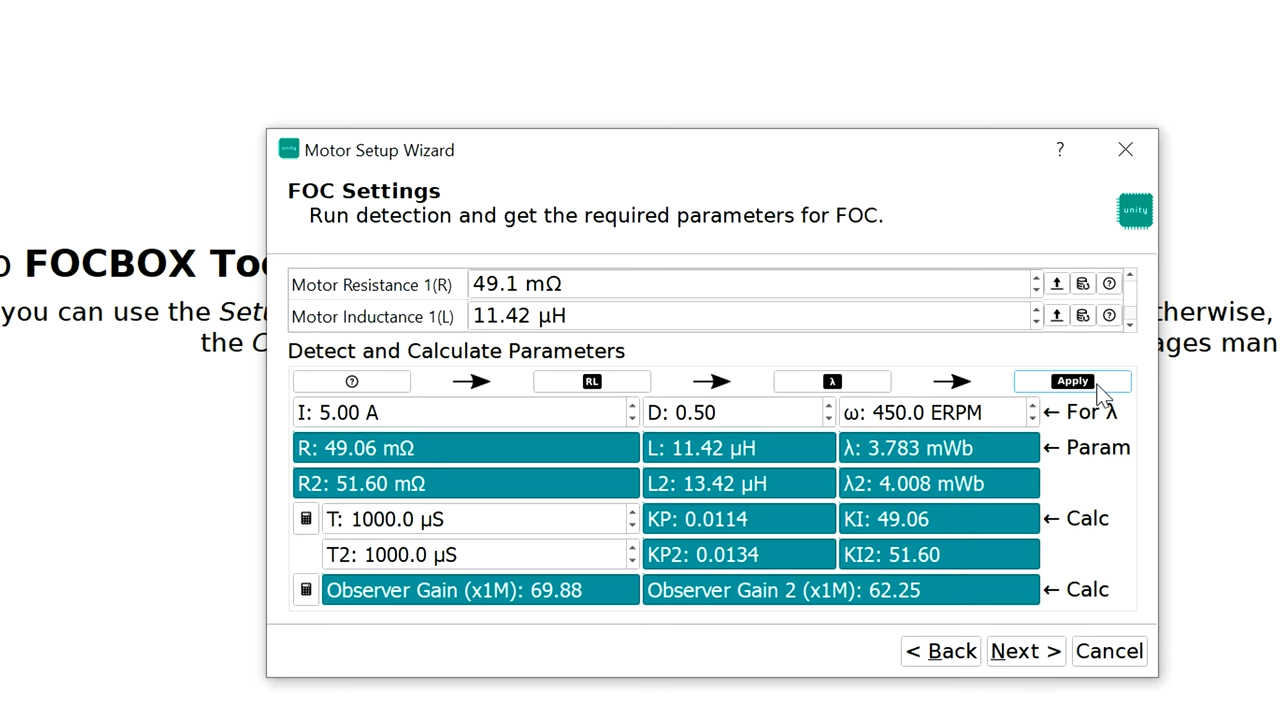 unity
Motor Setup Wizard
?
FOC Settings
Run detection and get the required parameters for FOC.
unity
o FOCBOX Too
Motor Resistance 1(R) 49.1 mΩ
you can use the Setu
therwise,
Motor Inductance 1(L) 11.42 µH
the C
ages man
Detect and Calculate Parameters
? RL λ Apply
I: 5.00 A D: 0.50 ω: 450.0 ERPM ← For λ
R: 49.06 mΩ L: 11.42 µH λ: 3.783 mWb ← Param
R2: 51.60 mΩ L2: 13.42 µH λ2: 4.008 mWb
T: 1000.0 µS KP: 0.0114 KI: 49.06 ← Calc
T2: 1000.0 µS KP2: 0.0134 KI2: 51.60
Observer Gain (x1M): 69.88 Observer Gain 2 (x1M): 62.25 ← Calc
< Back Next > Cancel